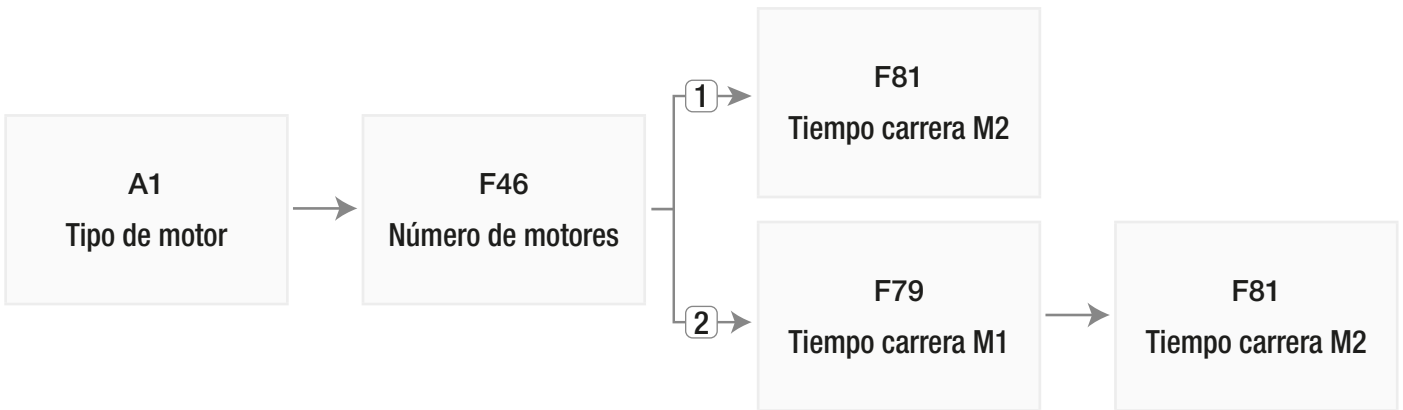 A1
Tipo de motor
F46
Número de motores
1
F81
Tiempo carrera M2
2
F79
Tiempo carrera M1
F81
Tiempo carrera M2